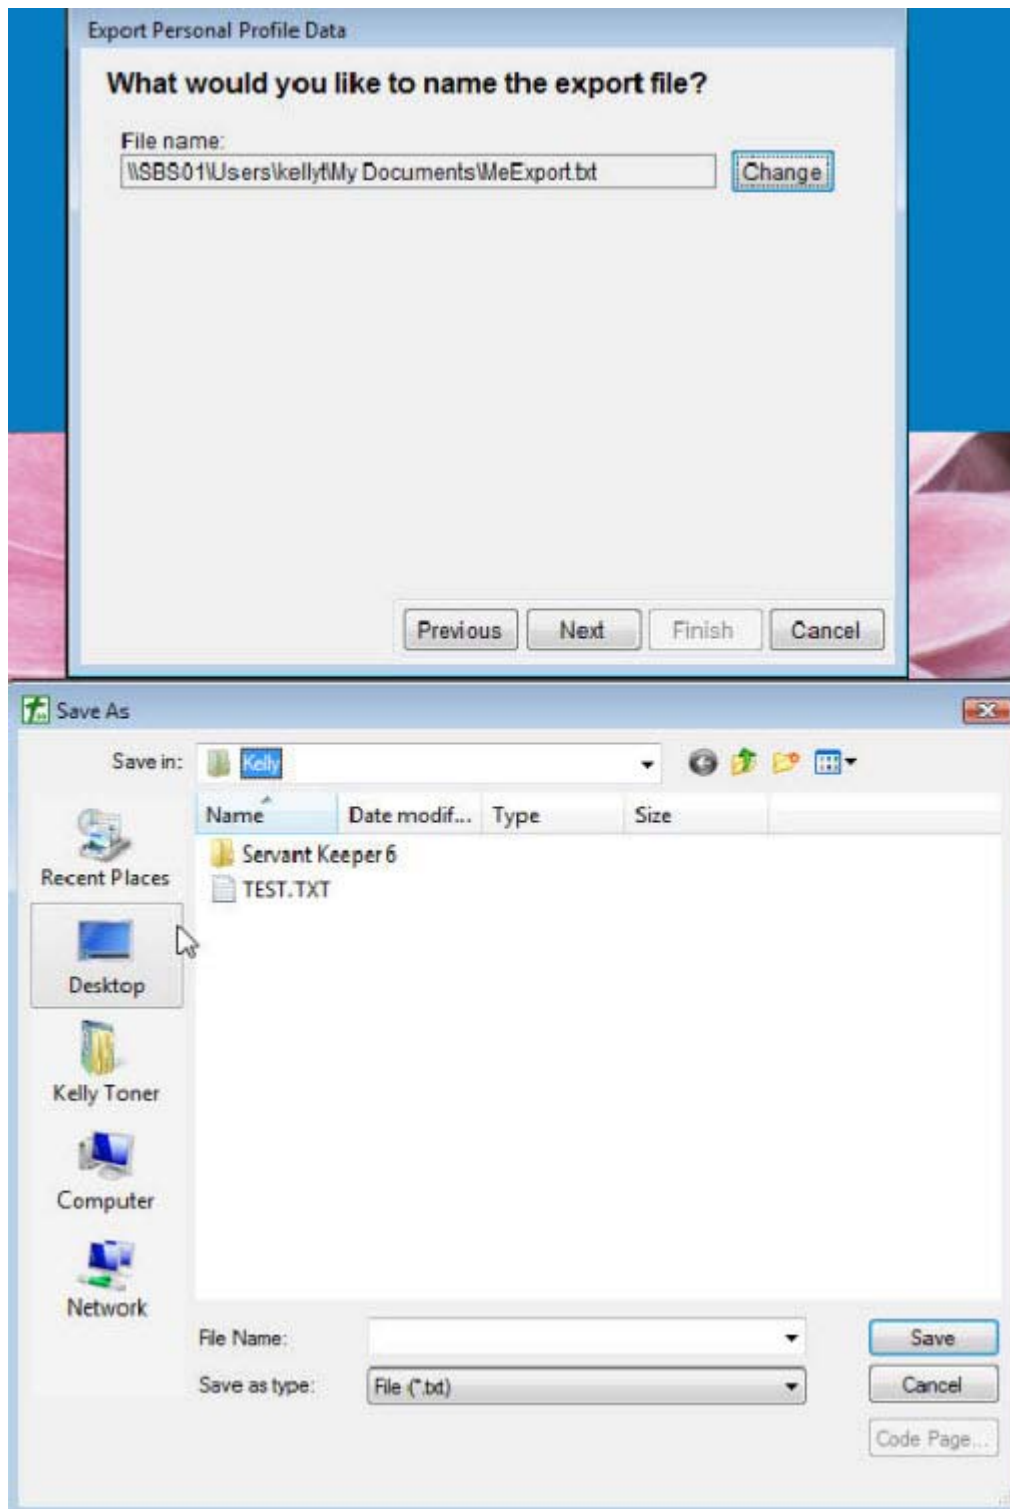 Export Personal Profile Data
What would you like to name the export file?
File name:
\\SBS01\Users\kellyt\My Documents\MeExport.txt
Change
Previous Next Finish Cancel
Save As
Save in: Kelly
Name Date modif... Type Size
Servant Keeper 6
TEST.TXT
Recent Places
Desktop
Kelly Toner
Computer
Network
File Name: Save
Save as type: File (*.txt) Cancel
Code Page...